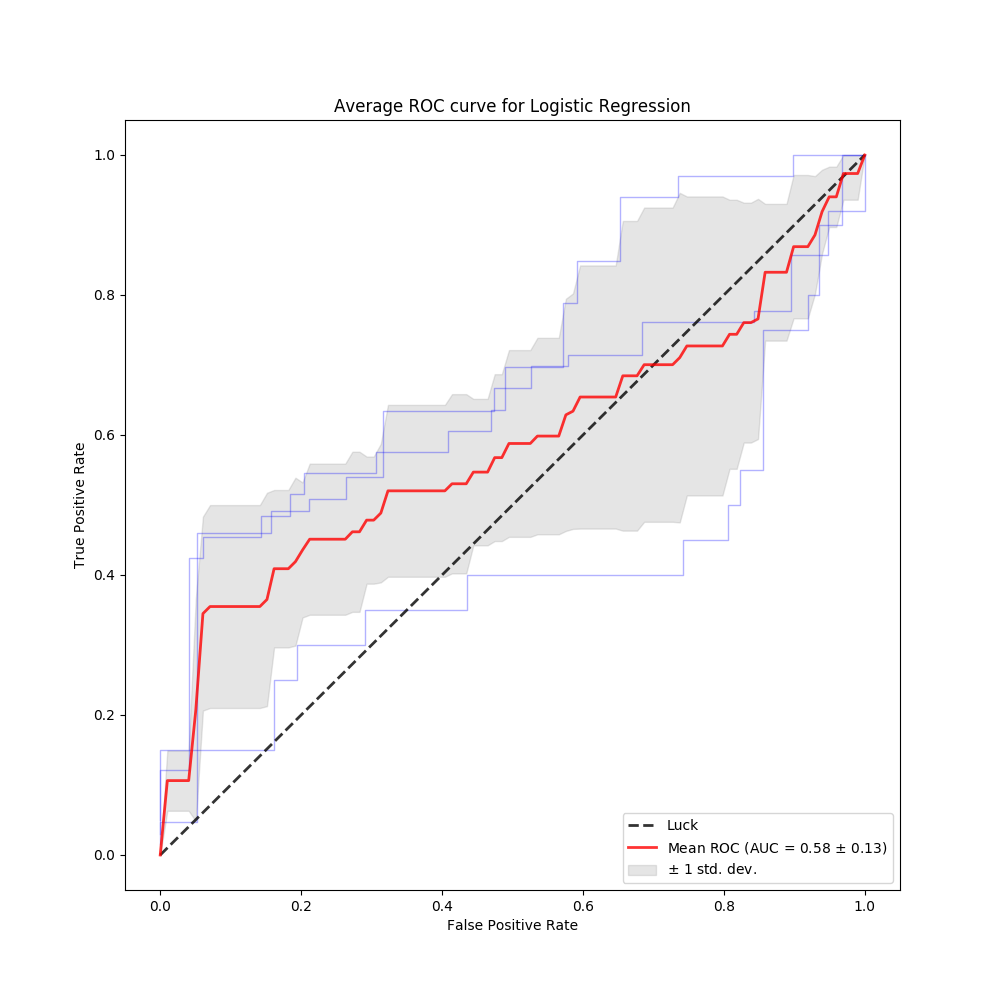 Average ROC curve for Logistic Regression
True Positive Rate
1.0
0.8
0.6
0.4
0.2
0.0
Luck
Mean ROC (AUC = 0.58 ± 0.13)
± 1 std. dev.
0.0 0.2 0.4 0.6 0.8 1.0
False Positive Rate